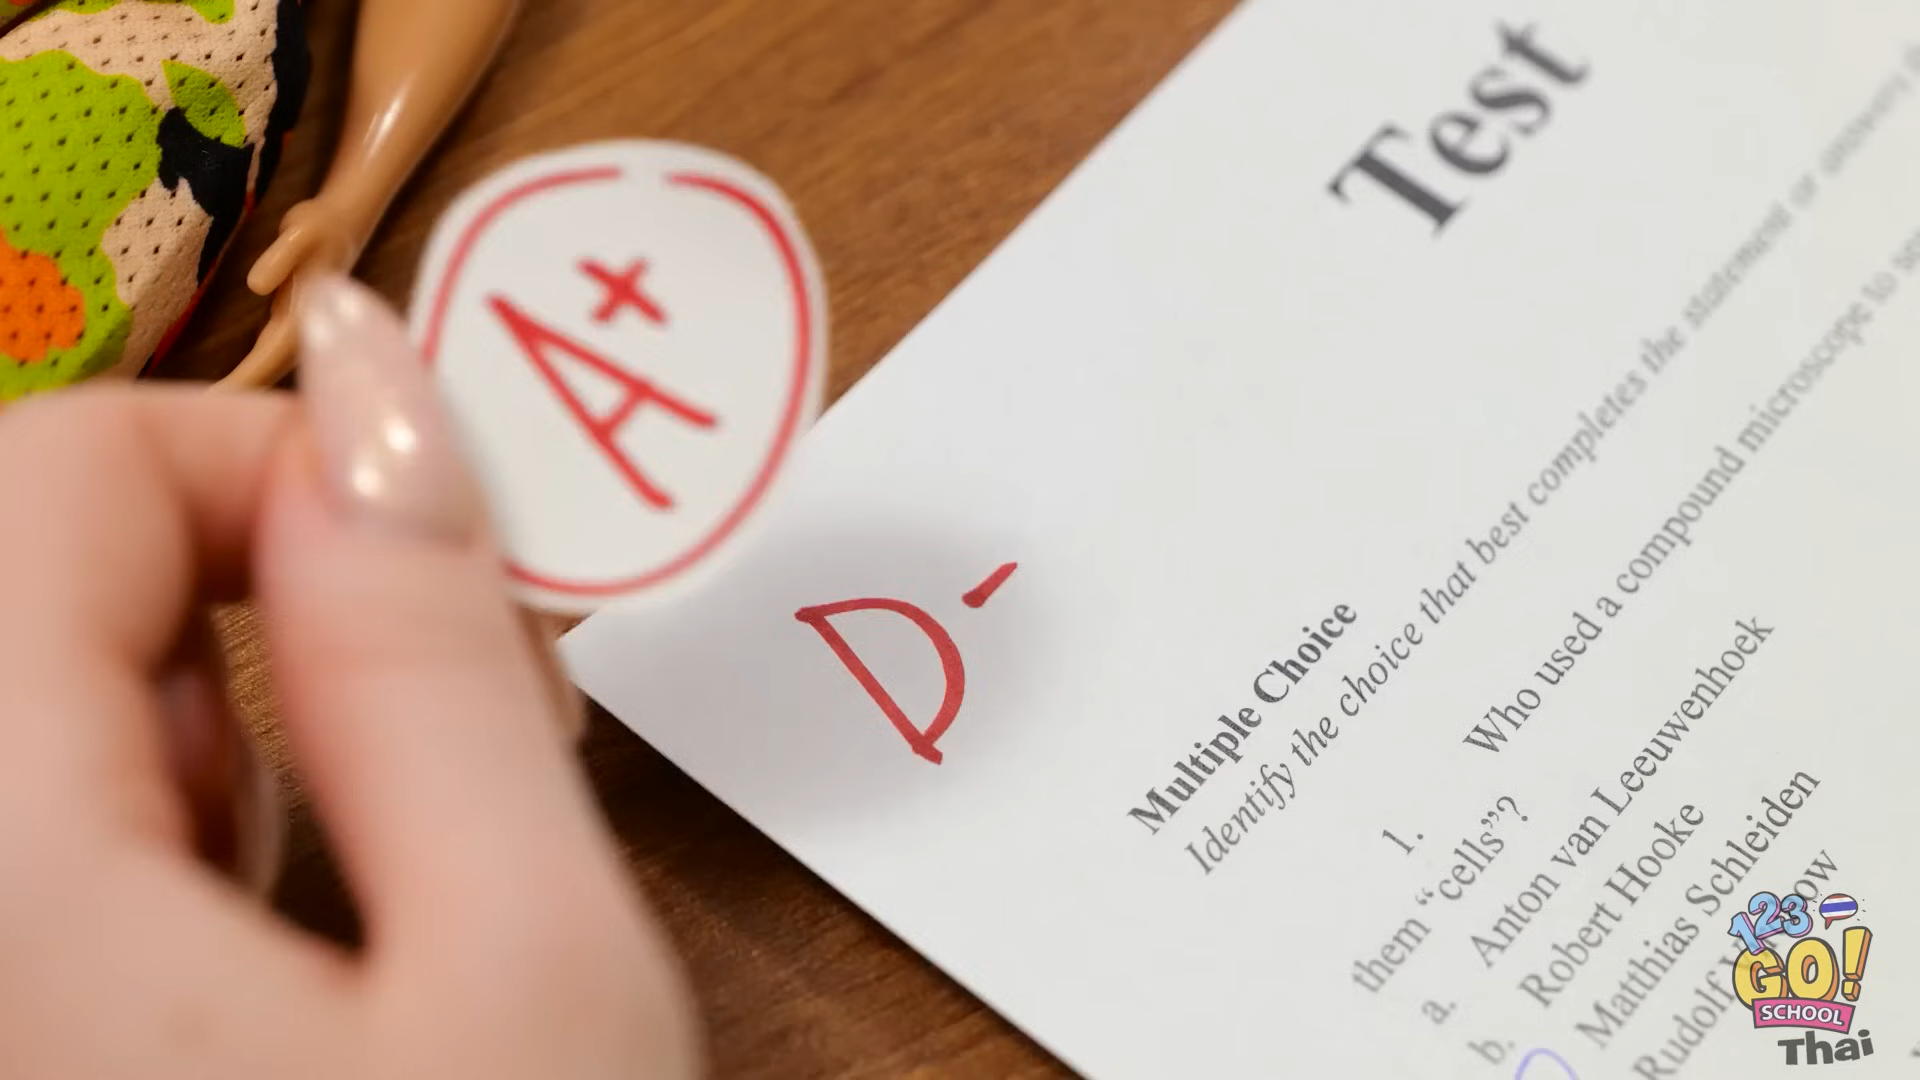 A+
D-
Test
Multiple Choice
Identify the choice that best completes the statement or answers
1. Who used a compound microscope to
them “cells”?
a. Anton van Leeuwenhoek
b. Robert Hooke
Matthias Schleiden
Rudolf
123
GO!
SCHOOL
Thai